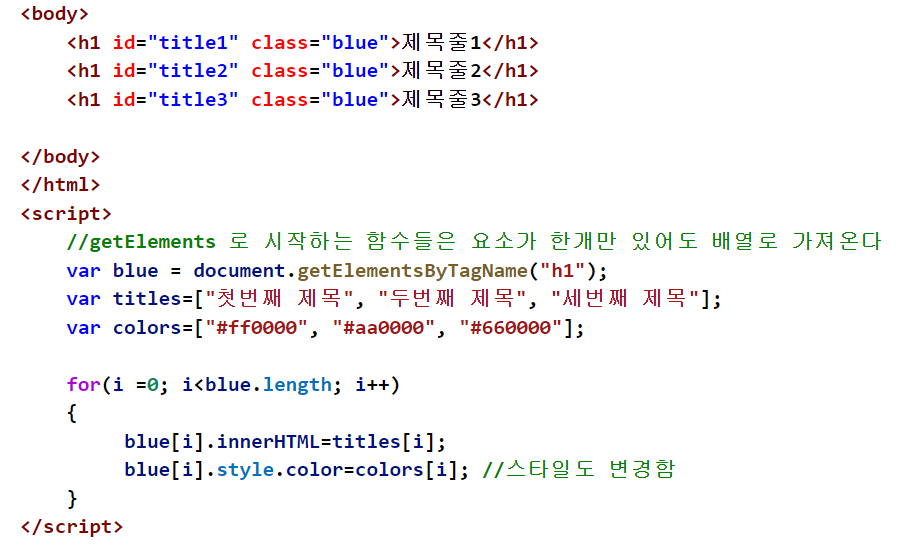 <body>
<h1 id="title1" class="blue">제목줄1</h1>
<h1 id="title2" class="blue">제목줄2</h1>
<h1 id="title3" class="blue">제목줄3</h1>
</body>
</html>
<script>
//getElements 로 시작하는 함수들은 요소가 한개만 있어도 배열로 가져온다
var blue = document.getElementsByTagName("h1");
var titles=["첫번째 제목", "두번째 제목", "세번째 제목"];
var colors=["#ff0000", "#aa0000", "#660000"];
for(i =0; i<blue.length; i++)
{
blue[i].innerHTML=titles[i];
blue[i].style.color=colors[i]; //스타일도 변경함
}
</script>